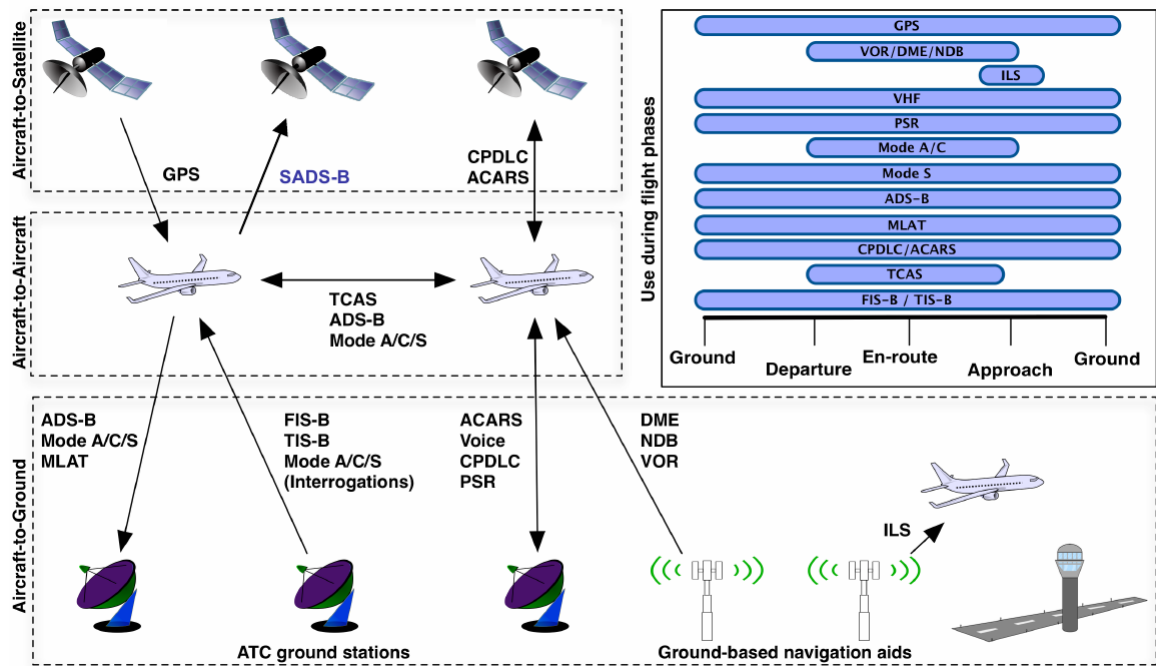 Aircraft-to-Satellite
GPS
SADS-B
CPDLC
ACARS
Aircraft-to-Aircraft
TCAS
ADS-B
Mode A/C/S
Aircraft-to-Ground
ADS-B
Mode A/C/S
MLAT
FIS-B
TIS-B
Mode A/C/S
(Interrogations)
ACARS
Voice
CPDLC
PSR
DME
NDB
VOR
ILS
ATC ground stations
Ground-based navigation aids
Use during flight phases
GPS
VOR/DME/NDB
ILS
VHF
PSR
Mode A/C
Mode S
ADS-B
MLAT
CPDLC/ACARS
TCAS
FIS-B / TIS-B
Ground
Departure
En-route
Approach
Ground